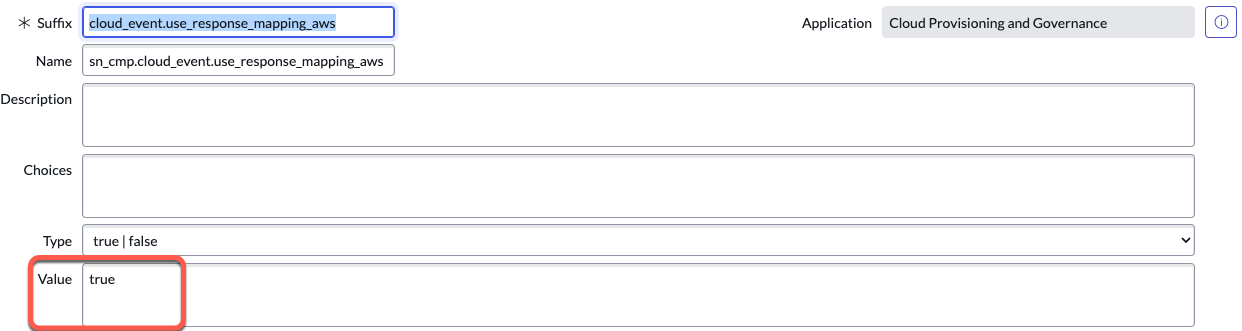 Suffix cloud_event.use_response_mapping_aws Application Cloud Provisioning and Governance
Name sn_cmp.cloud_event.use_response_mapping_aws
Description
Choices
Type true | false
Value true